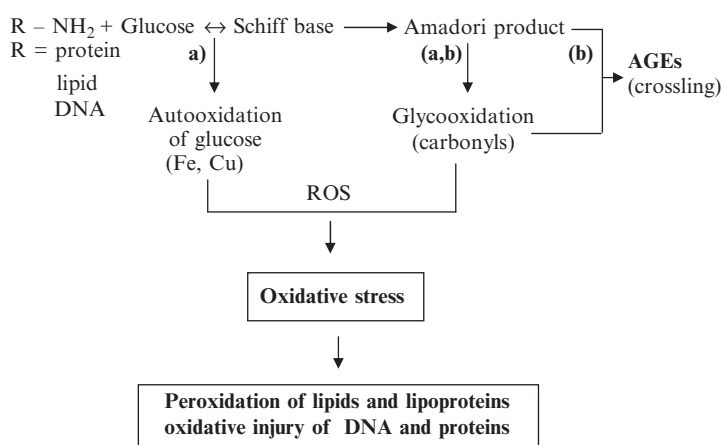 R – NH2 + Glucose ↔ Schiff base → Amadori product
R = protein
lipid
DNA
a)
(a,b)
(b)
AGEs
(crossling)
Autooxidation
of glucose
(Fe, Cu)
Glycooxidation
(carbonyls)
ROS
Oxidative stress
Peroxidation of lipids and lipoproteins
oxidative injury of DNA and proteins